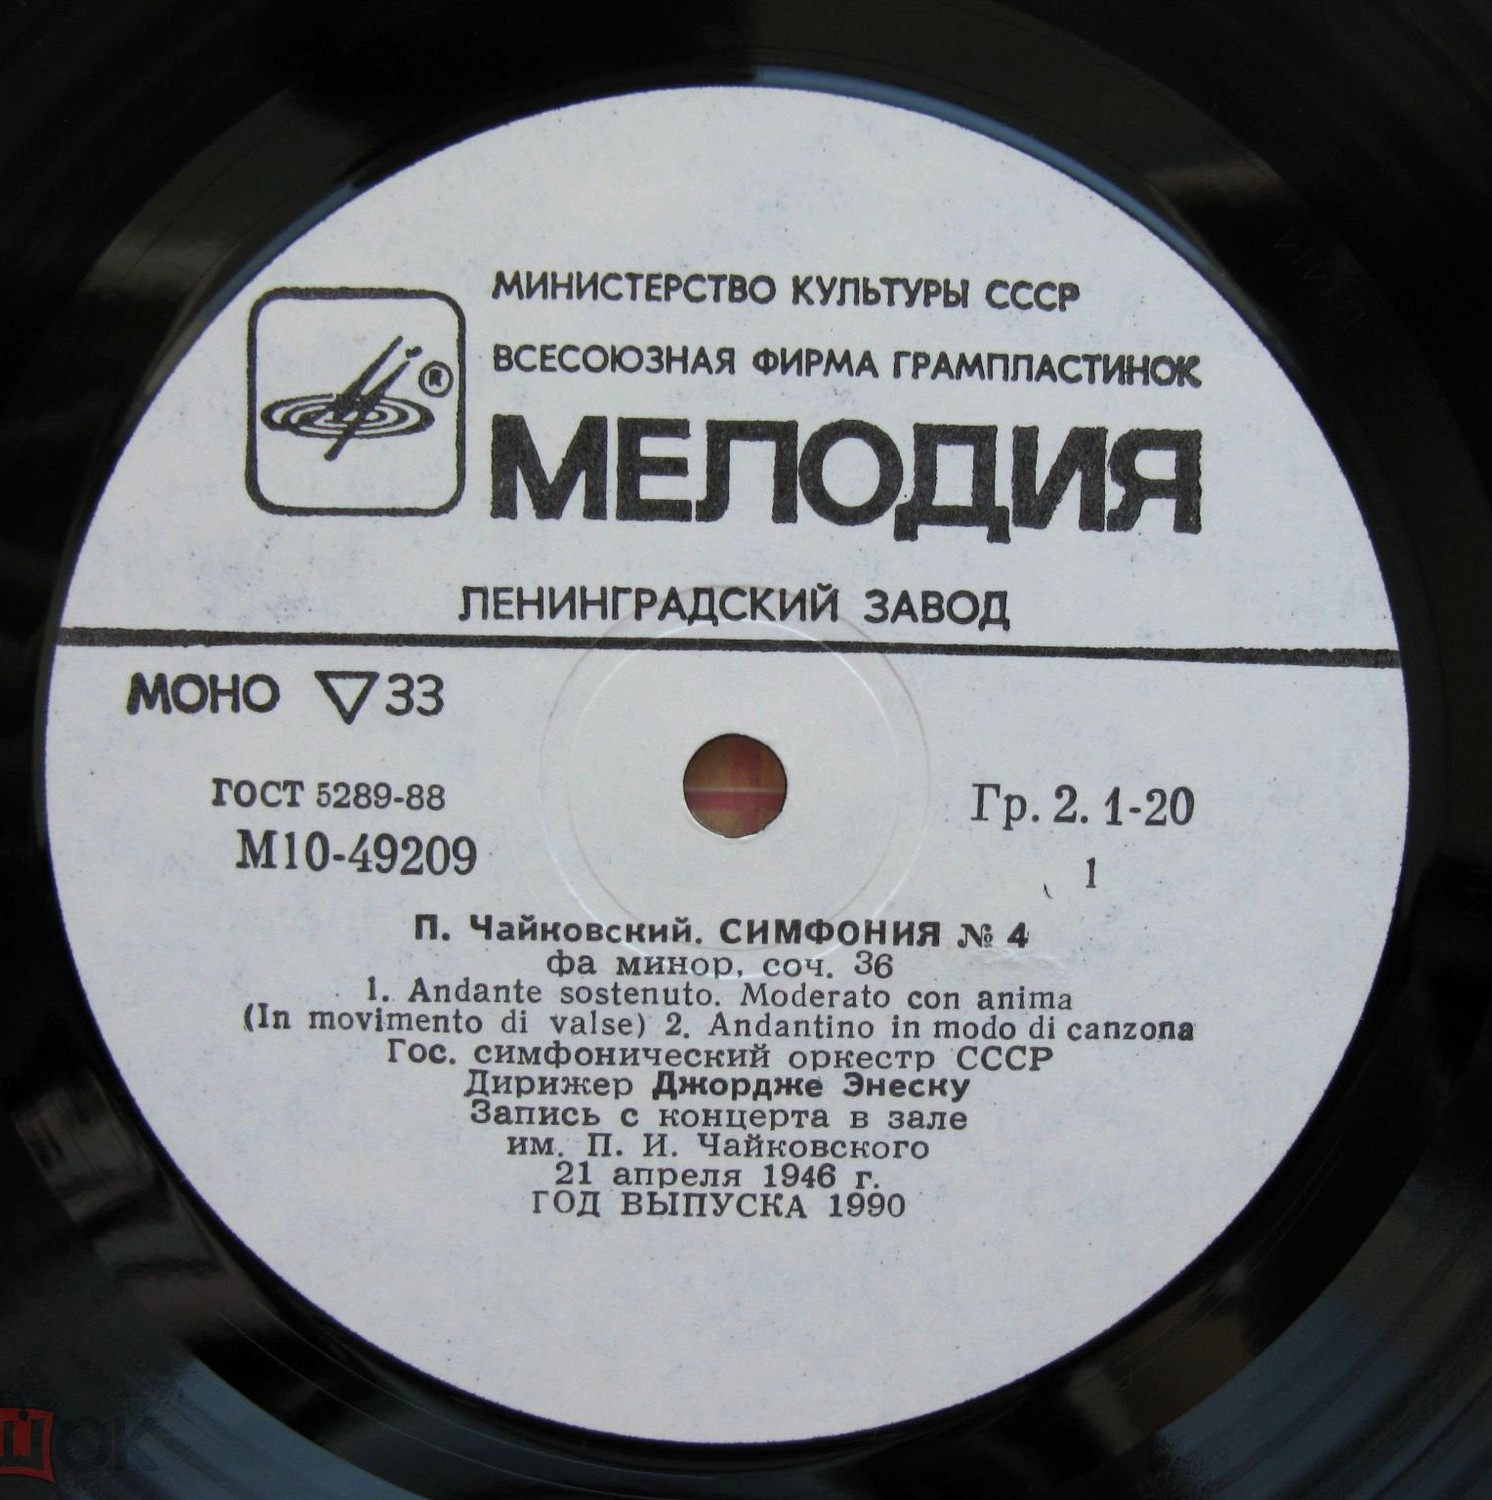 МИНИСТЕРСТВО КУЛЬТУРЫ СССР
ВСЕСОЮЗНАЯ ФИРМА ГРАМПЛАСТИНОК
®
МЕЛОДИЯ
ЛЕНИНГРАДСКИЙ ЗАВОД
МОНО ▽33
ГОСТ 5289-88
М10-49209
Гр. 2. 1-20
1
П. Чайковский. СИМФОНИЯ № 4
фа минор, соч. 36
1. Andante sostenuto. Moderato con anima
(In movimento di valse) 2. Andantino in modo di canzona
Гос. симфонический оркестр СССР
Дирижер Джордже Энеску
Запись с концерта в зале
им. П. И. Чайковского
21 апреля 1946 г.
ГОД ВЫПУСКА 1990